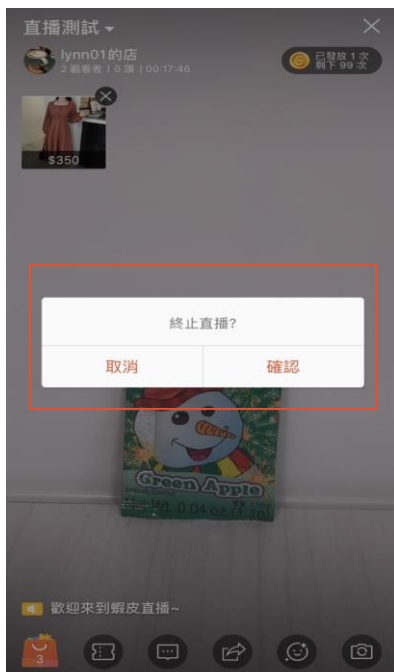 直播測試
lynn01的店
2 觀看者 | 0 讚 | 00:17:46
已發放 1 次
剩下 99 次
$350
終止直播?
取消
確認
Green Apple
歡迎來到蝦皮直播~
3